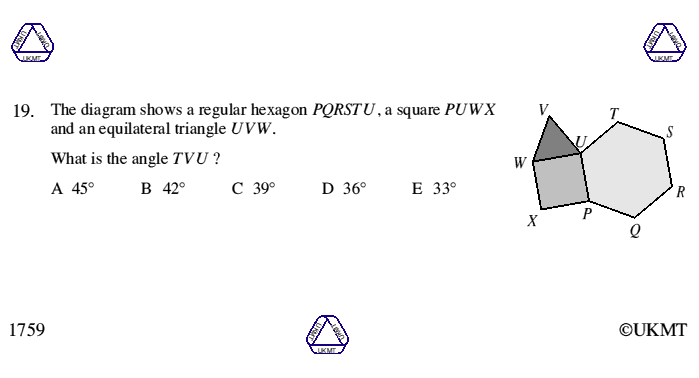 UKMT UKMT UKMT
UKMT UKMT UKMT
19. The diagram shows a regular hexagon PQRSTU, a square PUWX
and an equilateral triangle UVW.
What is the angle TVU ?
A 45° B 42° C 39° D 36° E 33°
V
T
U
S
W
R
X
P
Q
1759
UKMT UKMT UKMT
©UKMT